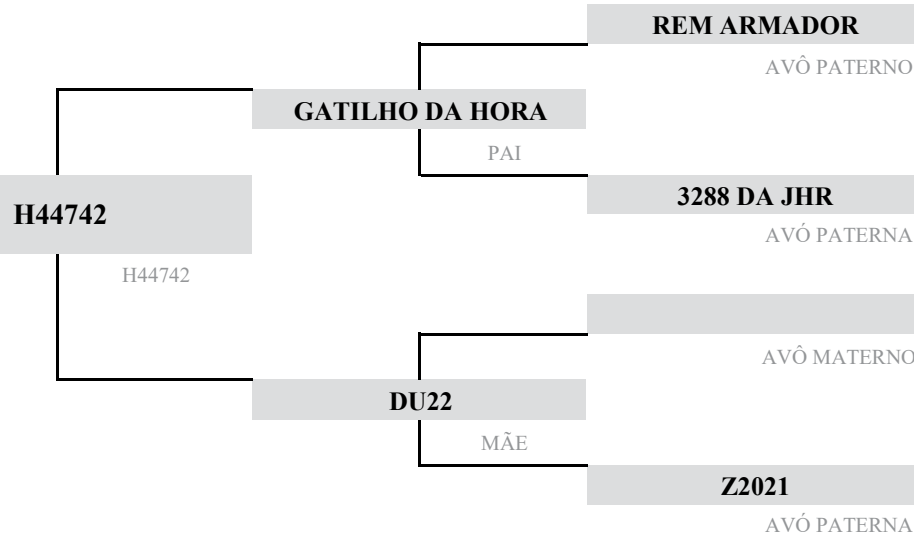 REM ARMADOR
AVÔ PATERNO
GATILHO DA HORA
PAI
3288 DA JHR
AVÓ PATERNA
H44742
H44742
AVÔ MATERNO
DU22
MÃE
Z2021
AVÓ PATERNA